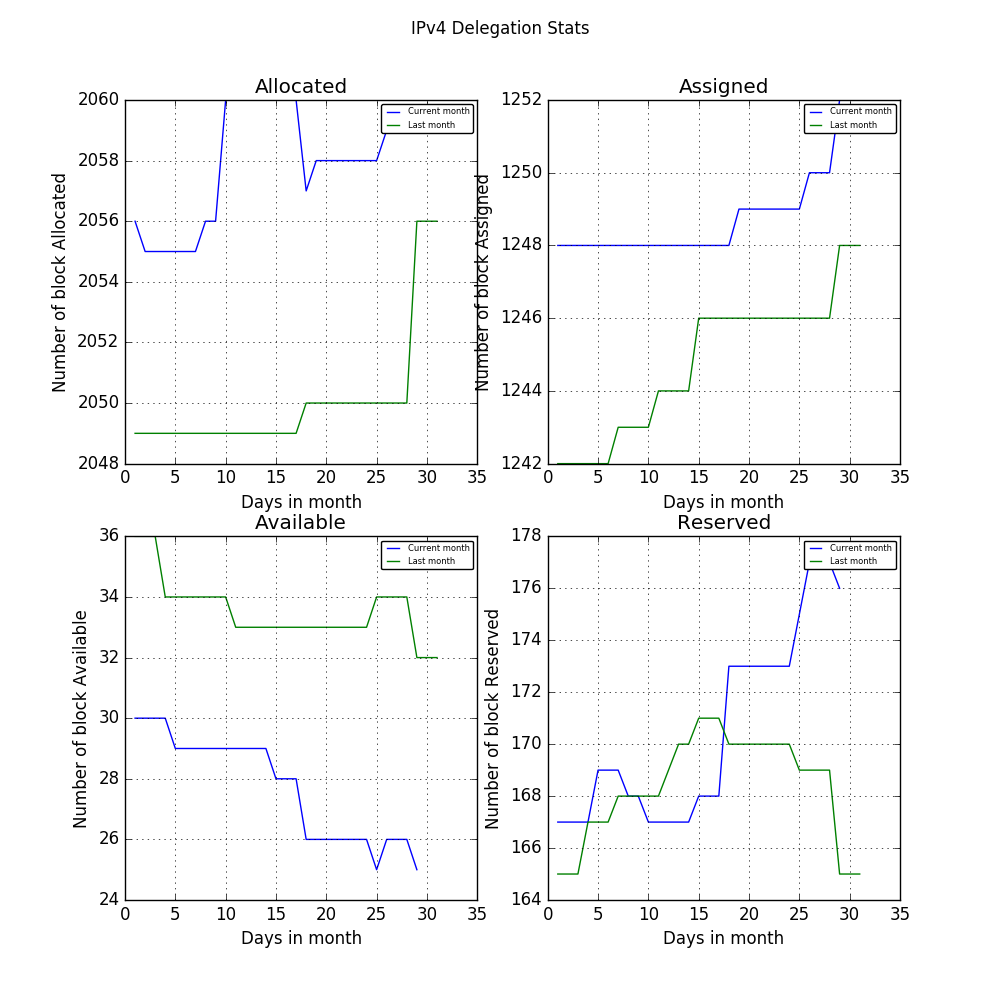 IPv4 Delegation Stats
Allocated
Number of block Allocated
2060
2058
2056
2054
2052
2050
2048
Current month
Last month
0 5 10 15 20 25 30 35
Days in month
Assigned
Number of block Assigned
1252
1250
1248
1246
1244
1242
Current month
Last month
0 5 10 15 20 25 30 35
Days in month
Available
Number of block Available
36
34
32
30
28
26
24
Current month
Last month
0 5 10 15 20 25 30 35
Days in month
Reserved
Number of block Reserved
178
176
174
172
170
168
166
164
Current month
Last month
0 5 10 15 20 25 30 35
Days in month